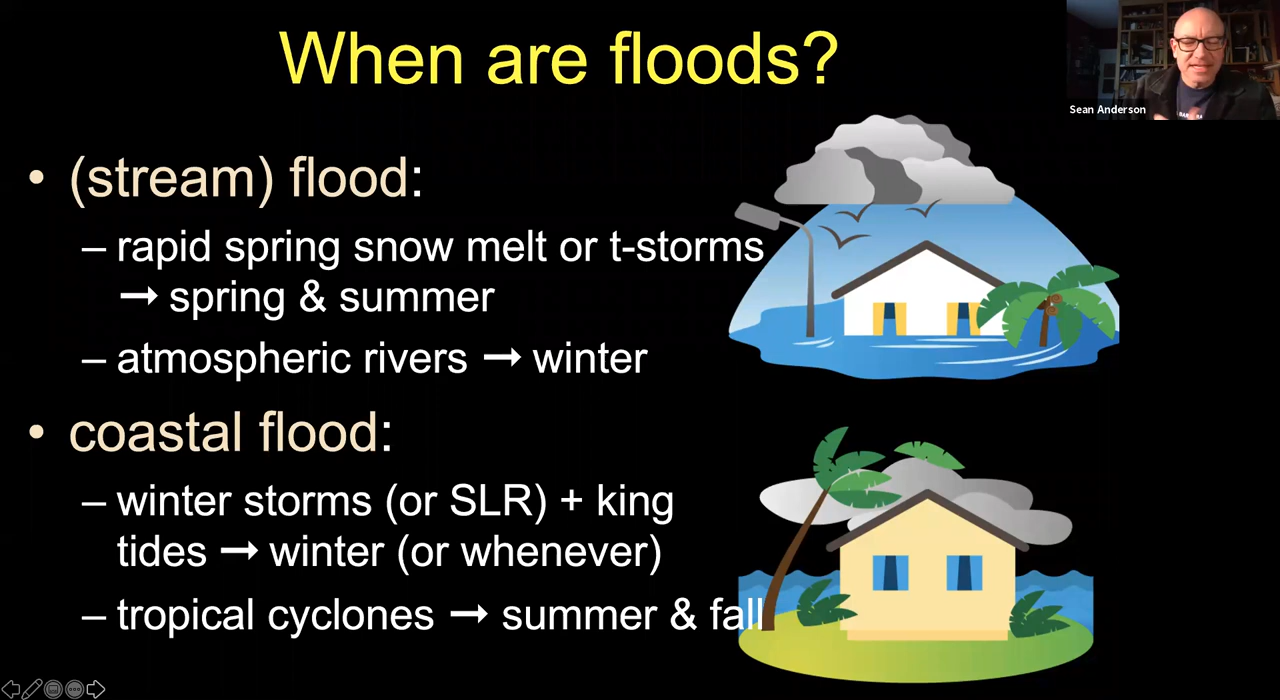 When are floods?
Sean Anderson
• (stream) flood:
– rapid spring snow melt or t-storms
→ spring & summer
– atmospheric rivers → winter
• coastal flood:
– winter storms (or SLR) + king
tides → winter (or whenever)
– tropical cyclones → summer & fall